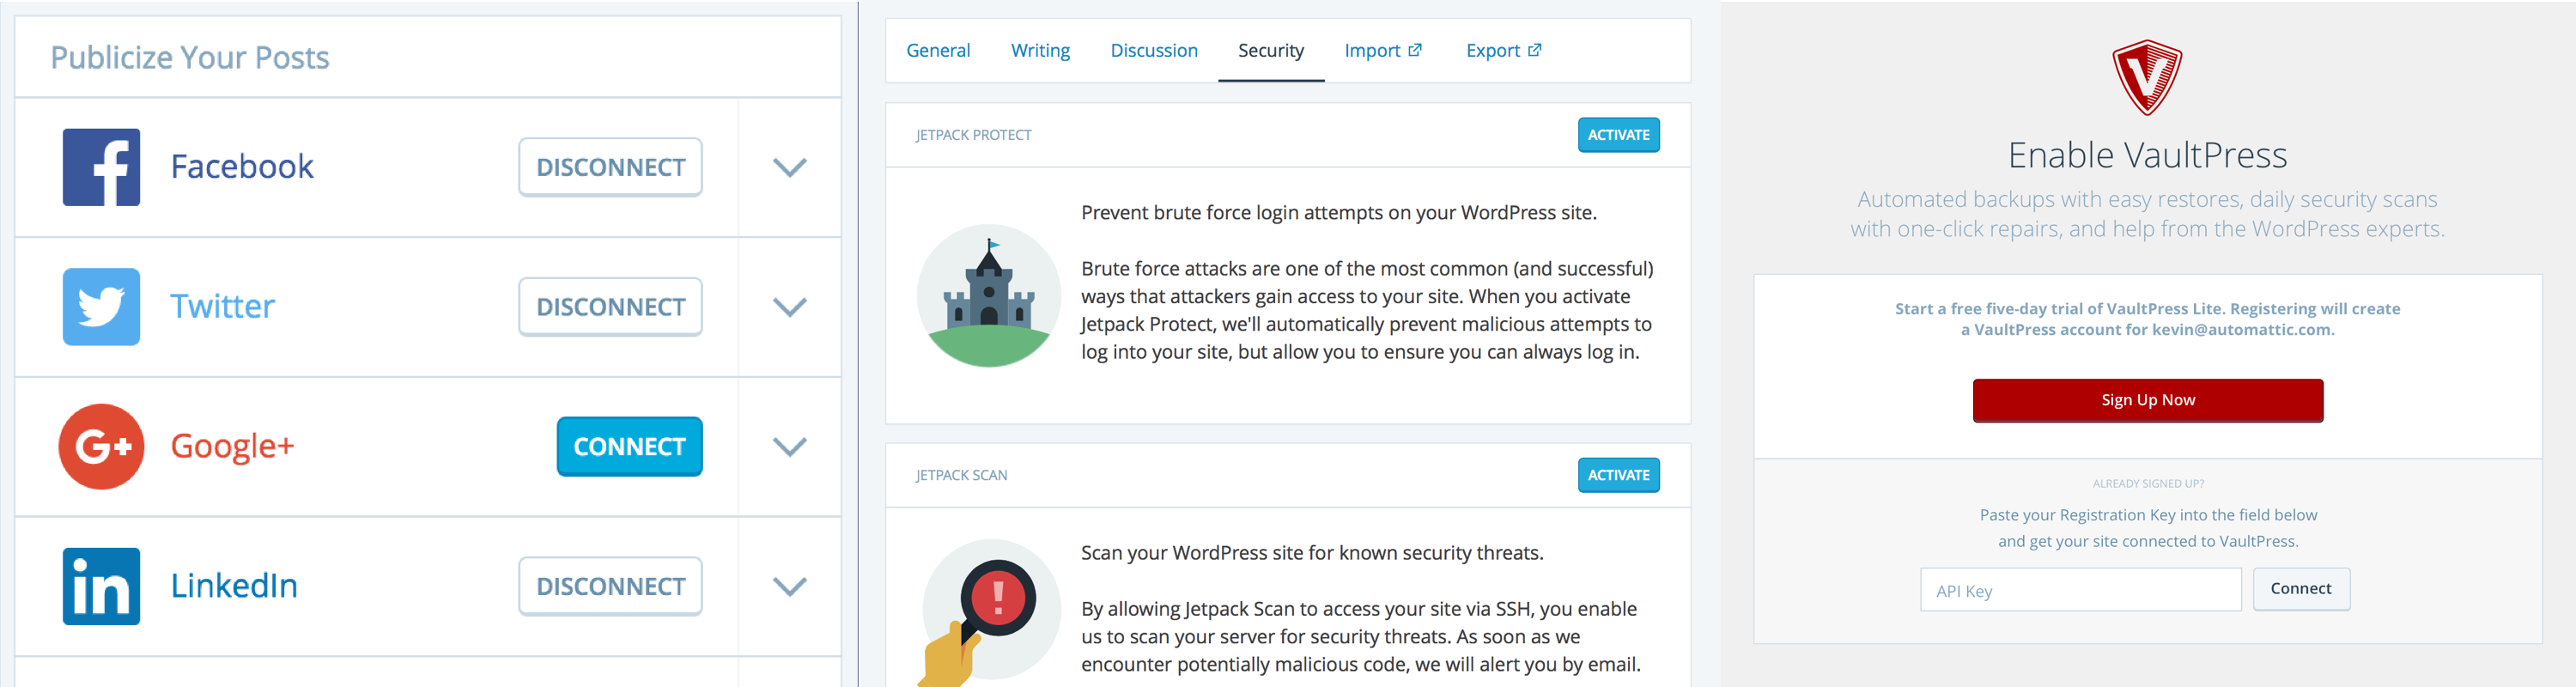 Publicize Your Posts
Facebook
DISCONNECT
Twitter
DISCONNECT
G+
Google+
CONNECT
in
LinkedIn
DISCONNECT
General Writing Discussion Security Import Export
JETPACK PROTECT
ACTIVATE
Prevent brute force login attempts on your WordPress site.
Brute force attacks are one of the most common (and successful)
ways that attackers gain access to your site. When you activate
Jetpack Protect, we'll automatically prevent malicious attempts to
log into your site, but allow you to ensure you can always log in.
JETPACK SCAN
ACTIVATE
Scan your WordPress site for known security threats.
By allowing Jetpack Scan to access your site via SSH, you enable
us to scan your server for security threats. As soon as we
encounter potentially malicious code, we will alert you by email.
V
Enable VaultPress
Automated backups with easy restores, daily security scans
with one-click repairs, and help from the WordPress experts.
Start a free five-day trial of VaultPress Lite. Registering will create
a VaultPress account for kevin@automattic.com.
Sign Up Now
ALREADY SIGNED UP?
Paste your Registration Key into the field below
and get your site connected to VaultPress.
API Key
Connect